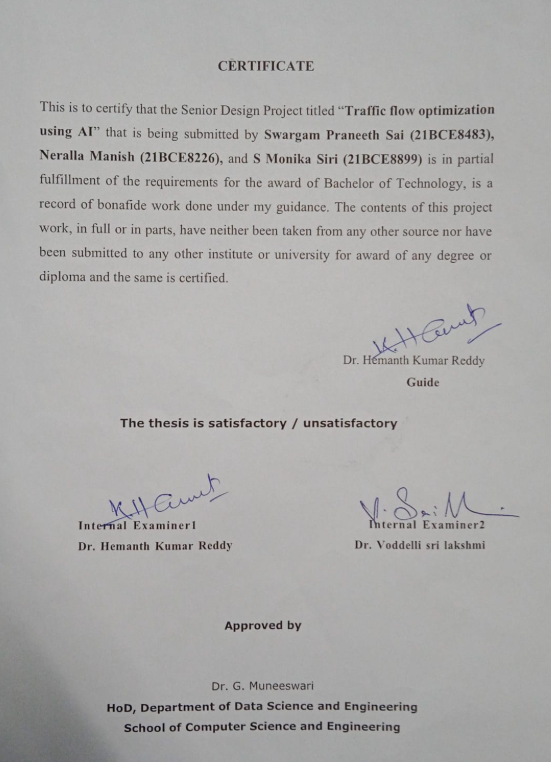 CERTIFICATE
This is to certify that the Senior Design Project titled “Traffic flow optimization
using AI” that is being submitted by Swargam Praneeth Sai (21BCE8483),
Neralla Manish (21BCE8226), and S Monika Siri (21BCE8899) is in partial
fulfillment of the requirements for the award of Bachelor of Technology, is a
record of bonafide work done under my guidance. The contents of this project
work, in full or in parts, have neither been taken from any other source nor have
been submitted to any other institute or university for award of any degree or
diploma and the same is certified.
Dr. Hemanth Kumar Reddy
Guide
The thesis is satisfactory / unsatisfactory
Internal Examiner1
Internal Examiner2
Dr. Hemanth Kumar Reddy
Dr. Voddelli sri lakshmi
Approved by
Dr. G. Muneeswari
HoD, Department of Data Science and Engineering
School of Computer Science and Engineering